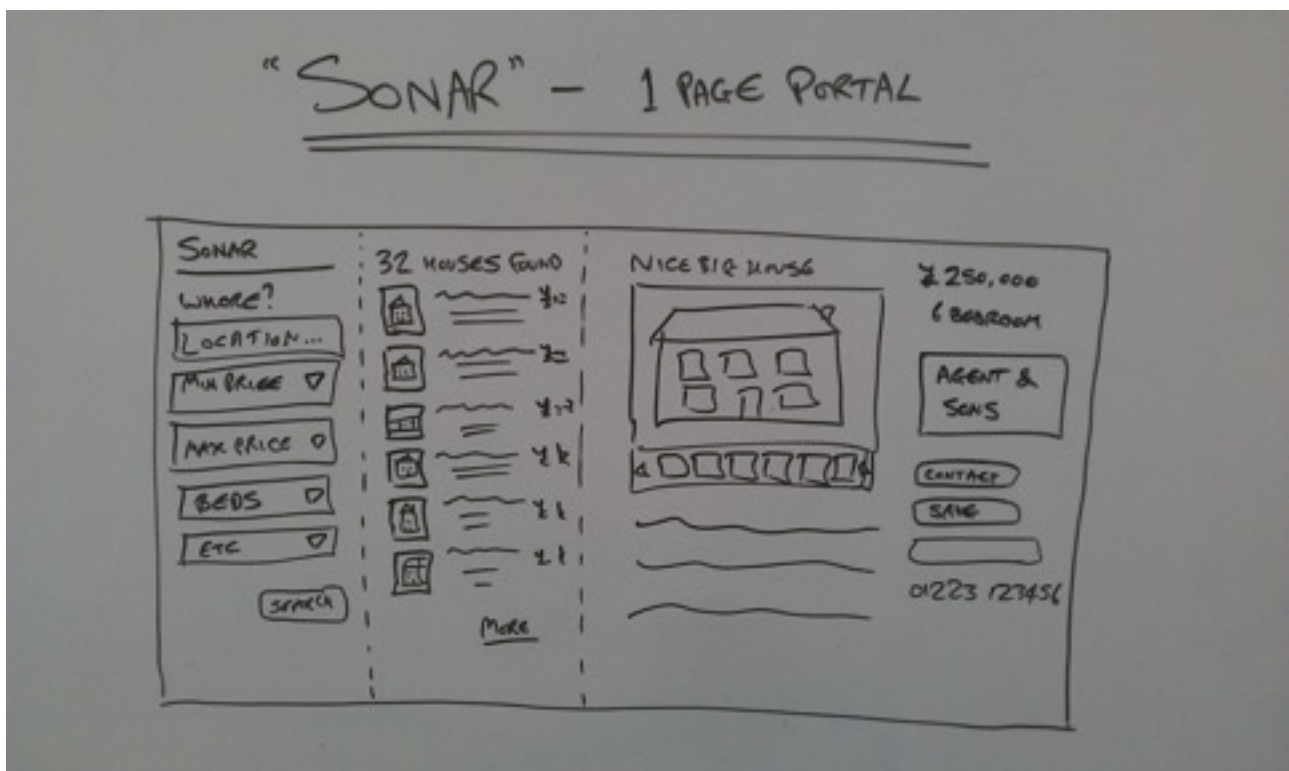 "SONAR" - 1 PAGE PORTAL
SONAR
WHERE?
LOCATION...
MIN PRICE
MAX PRICE
BEDS
ETC
SEARCH
32 HOUSES FOUND
MORE
NICE BIG HOUSE
£250,000
6 BEDROOM
AGENT &
SONS
CONTACT
SAVE
01223 123456